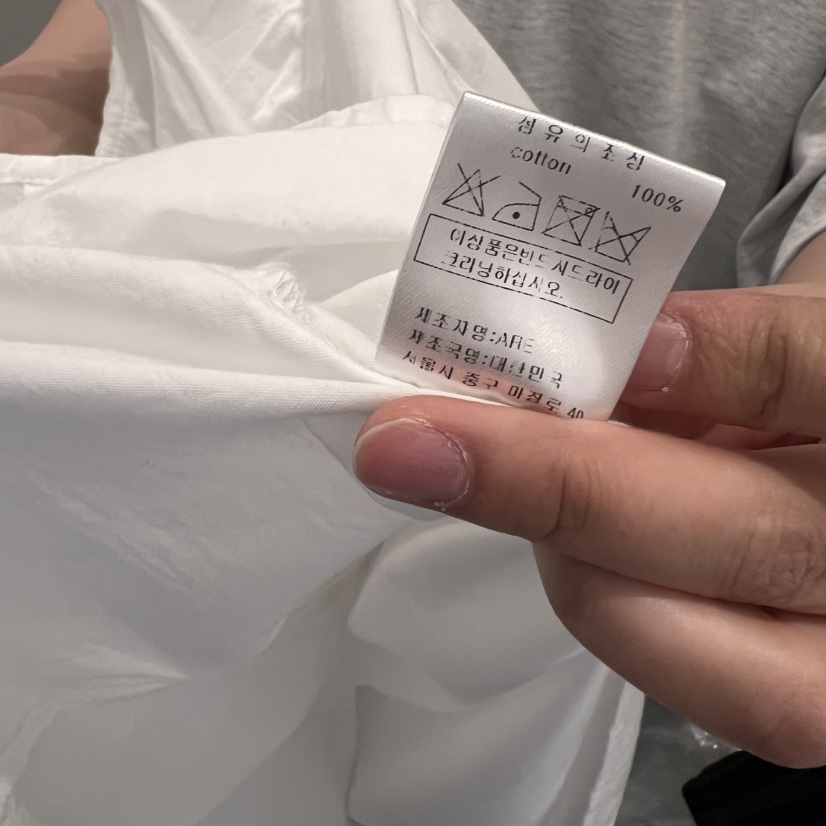 섬유의조성
cotton 100%
이싱품은반드시드라이
크리닝하십시오.
제조자명:ARE
제조국명:대한민국
서울시 중구 마장로 40